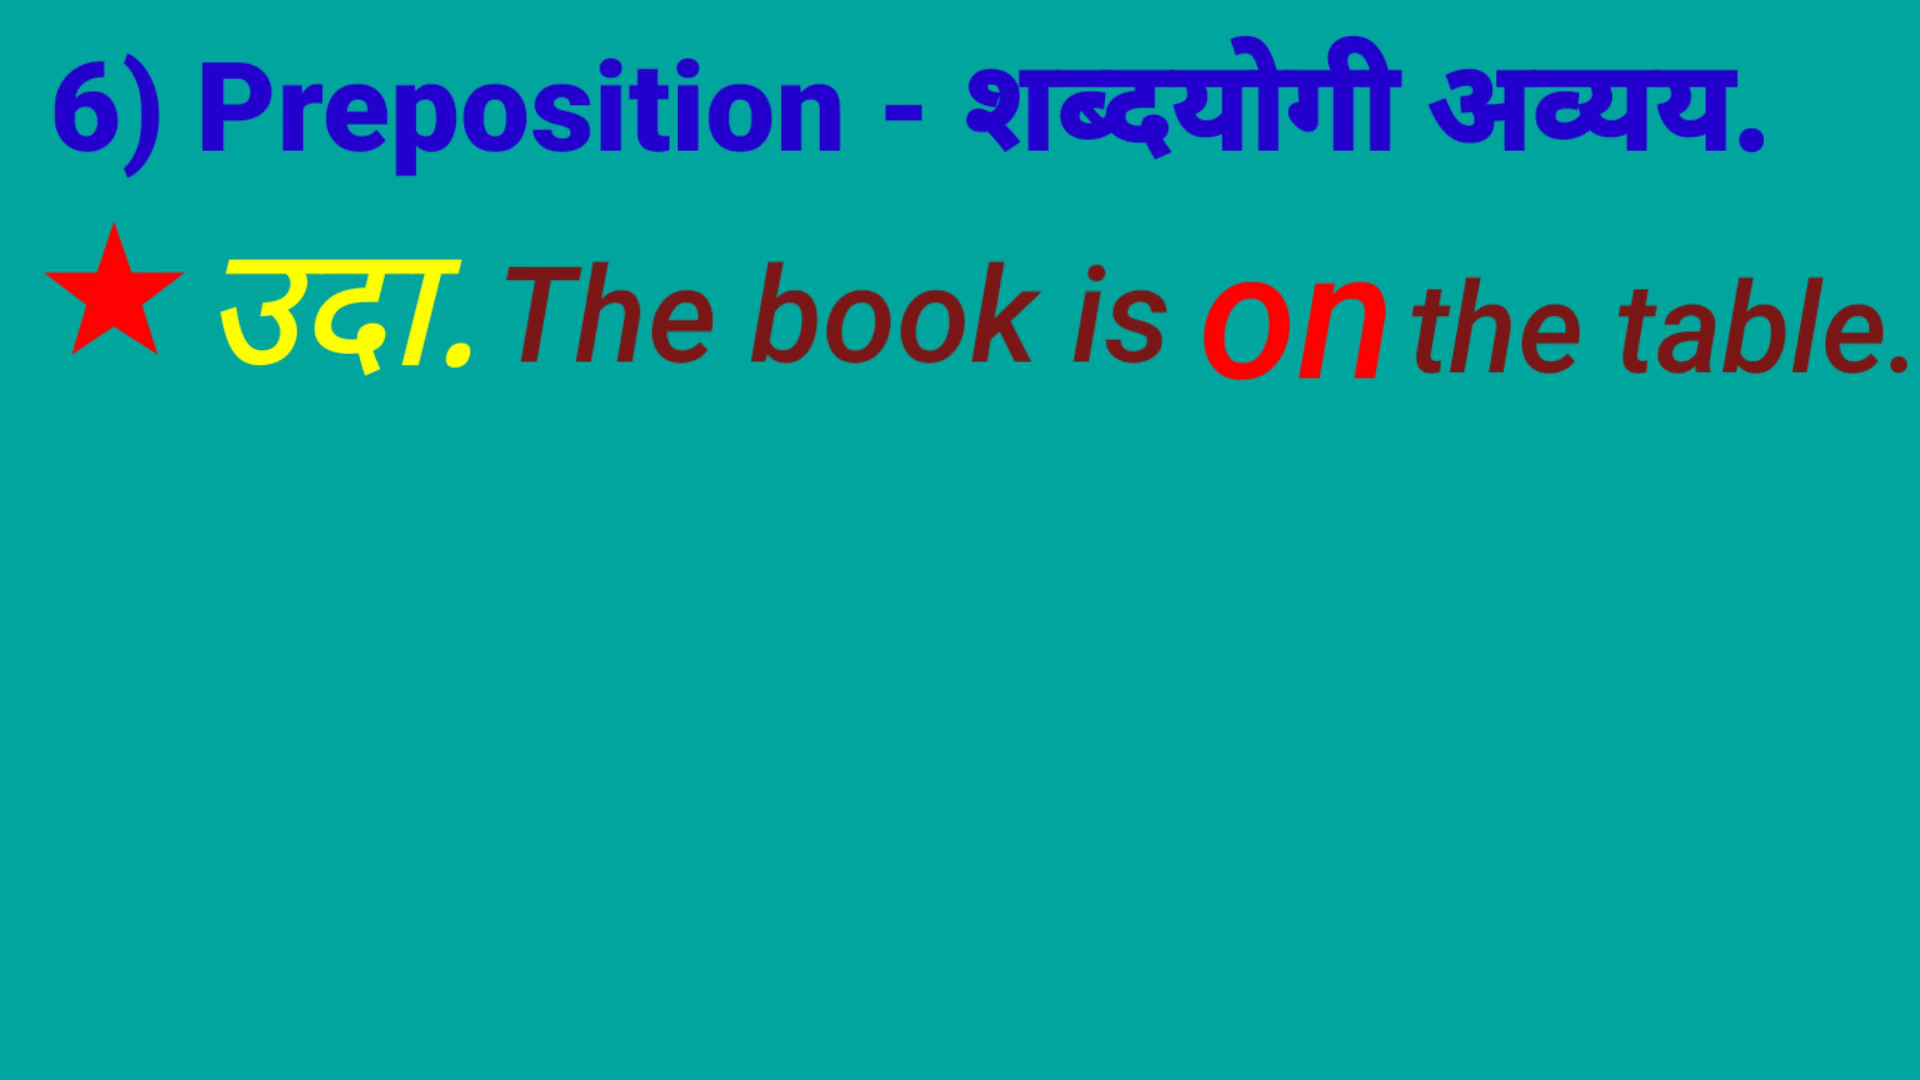 6) Preposition - शब्दयोगी अव्यय.
उदा. The book is on the table.